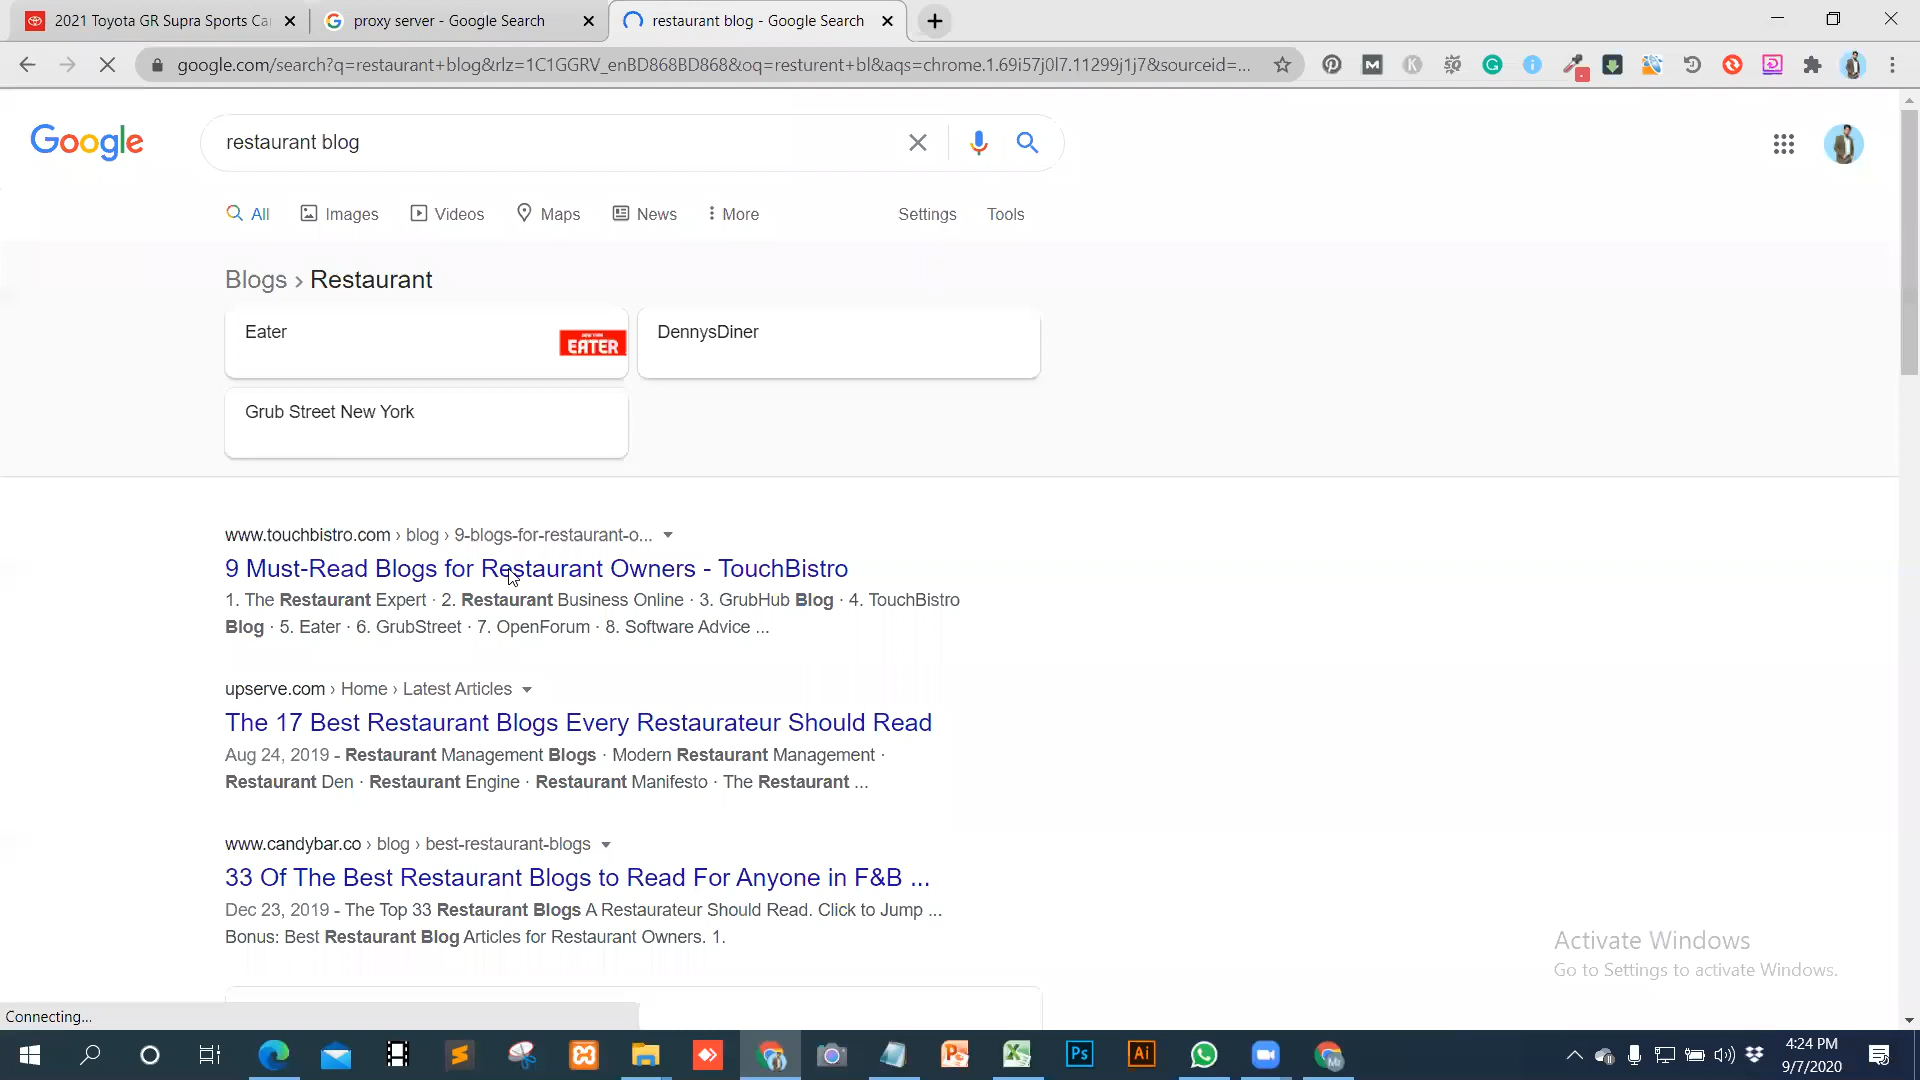 2021 Toyota GR Supra Sports Ca
proxy server - Google Search
restaurant blog - Google Search
google.com/search?q=restaurant+blog&rlz=1C1GGRV_enBD868BD868&oq=resturent+bl&aqs=chrome.1.69i57j0l7.11299j1j7&sourceid=...
Google
restaurant blog
All
Images
Videos
Maps
News
More
Settings
Tools
Blogs › Restaurant
Eater
EATER
DennysDiner
Grub Street New York
www.touchbistro.com › blog › 9-blogs-for-restaurant-o...
9 Must-Read Blogs for Restaurant Owners - TouchBistro
1. The Restaurant Expert · 2. Restaurant Business Online · 3. GrubHub Blog · 4. TouchBistro
Blog · 5. Eater · 6. GrubStreet · 7. OpenForum · 8. Software Advice ...
upserve.com › Home › Latest Articles
The 17 Best Restaurant Blogs Every Restaurateur Should Read
Aug 24, 2019 - Restaurant Management Blogs · Modern Restaurant Management ·
Restaurant Den · Restaurant Engine · Restaurant Manifesto · The Restaurant ...
www.candybar.co › blog › best-restaurant-blogs
33 Of The Best Restaurant Blogs to Read For Anyone in F&B ...
Dec 23, 2019 - The Top 33 Restaurant Blogs A Restaurateur Should Read. Click to Jump ...
Bonus: Best Restaurant Blog Articles for Restaurant Owners. 1.
Activate Windows
Go to Settings to activate Windows.
Connecting...
Ps
Ai
4:24 PM
9/7/2020